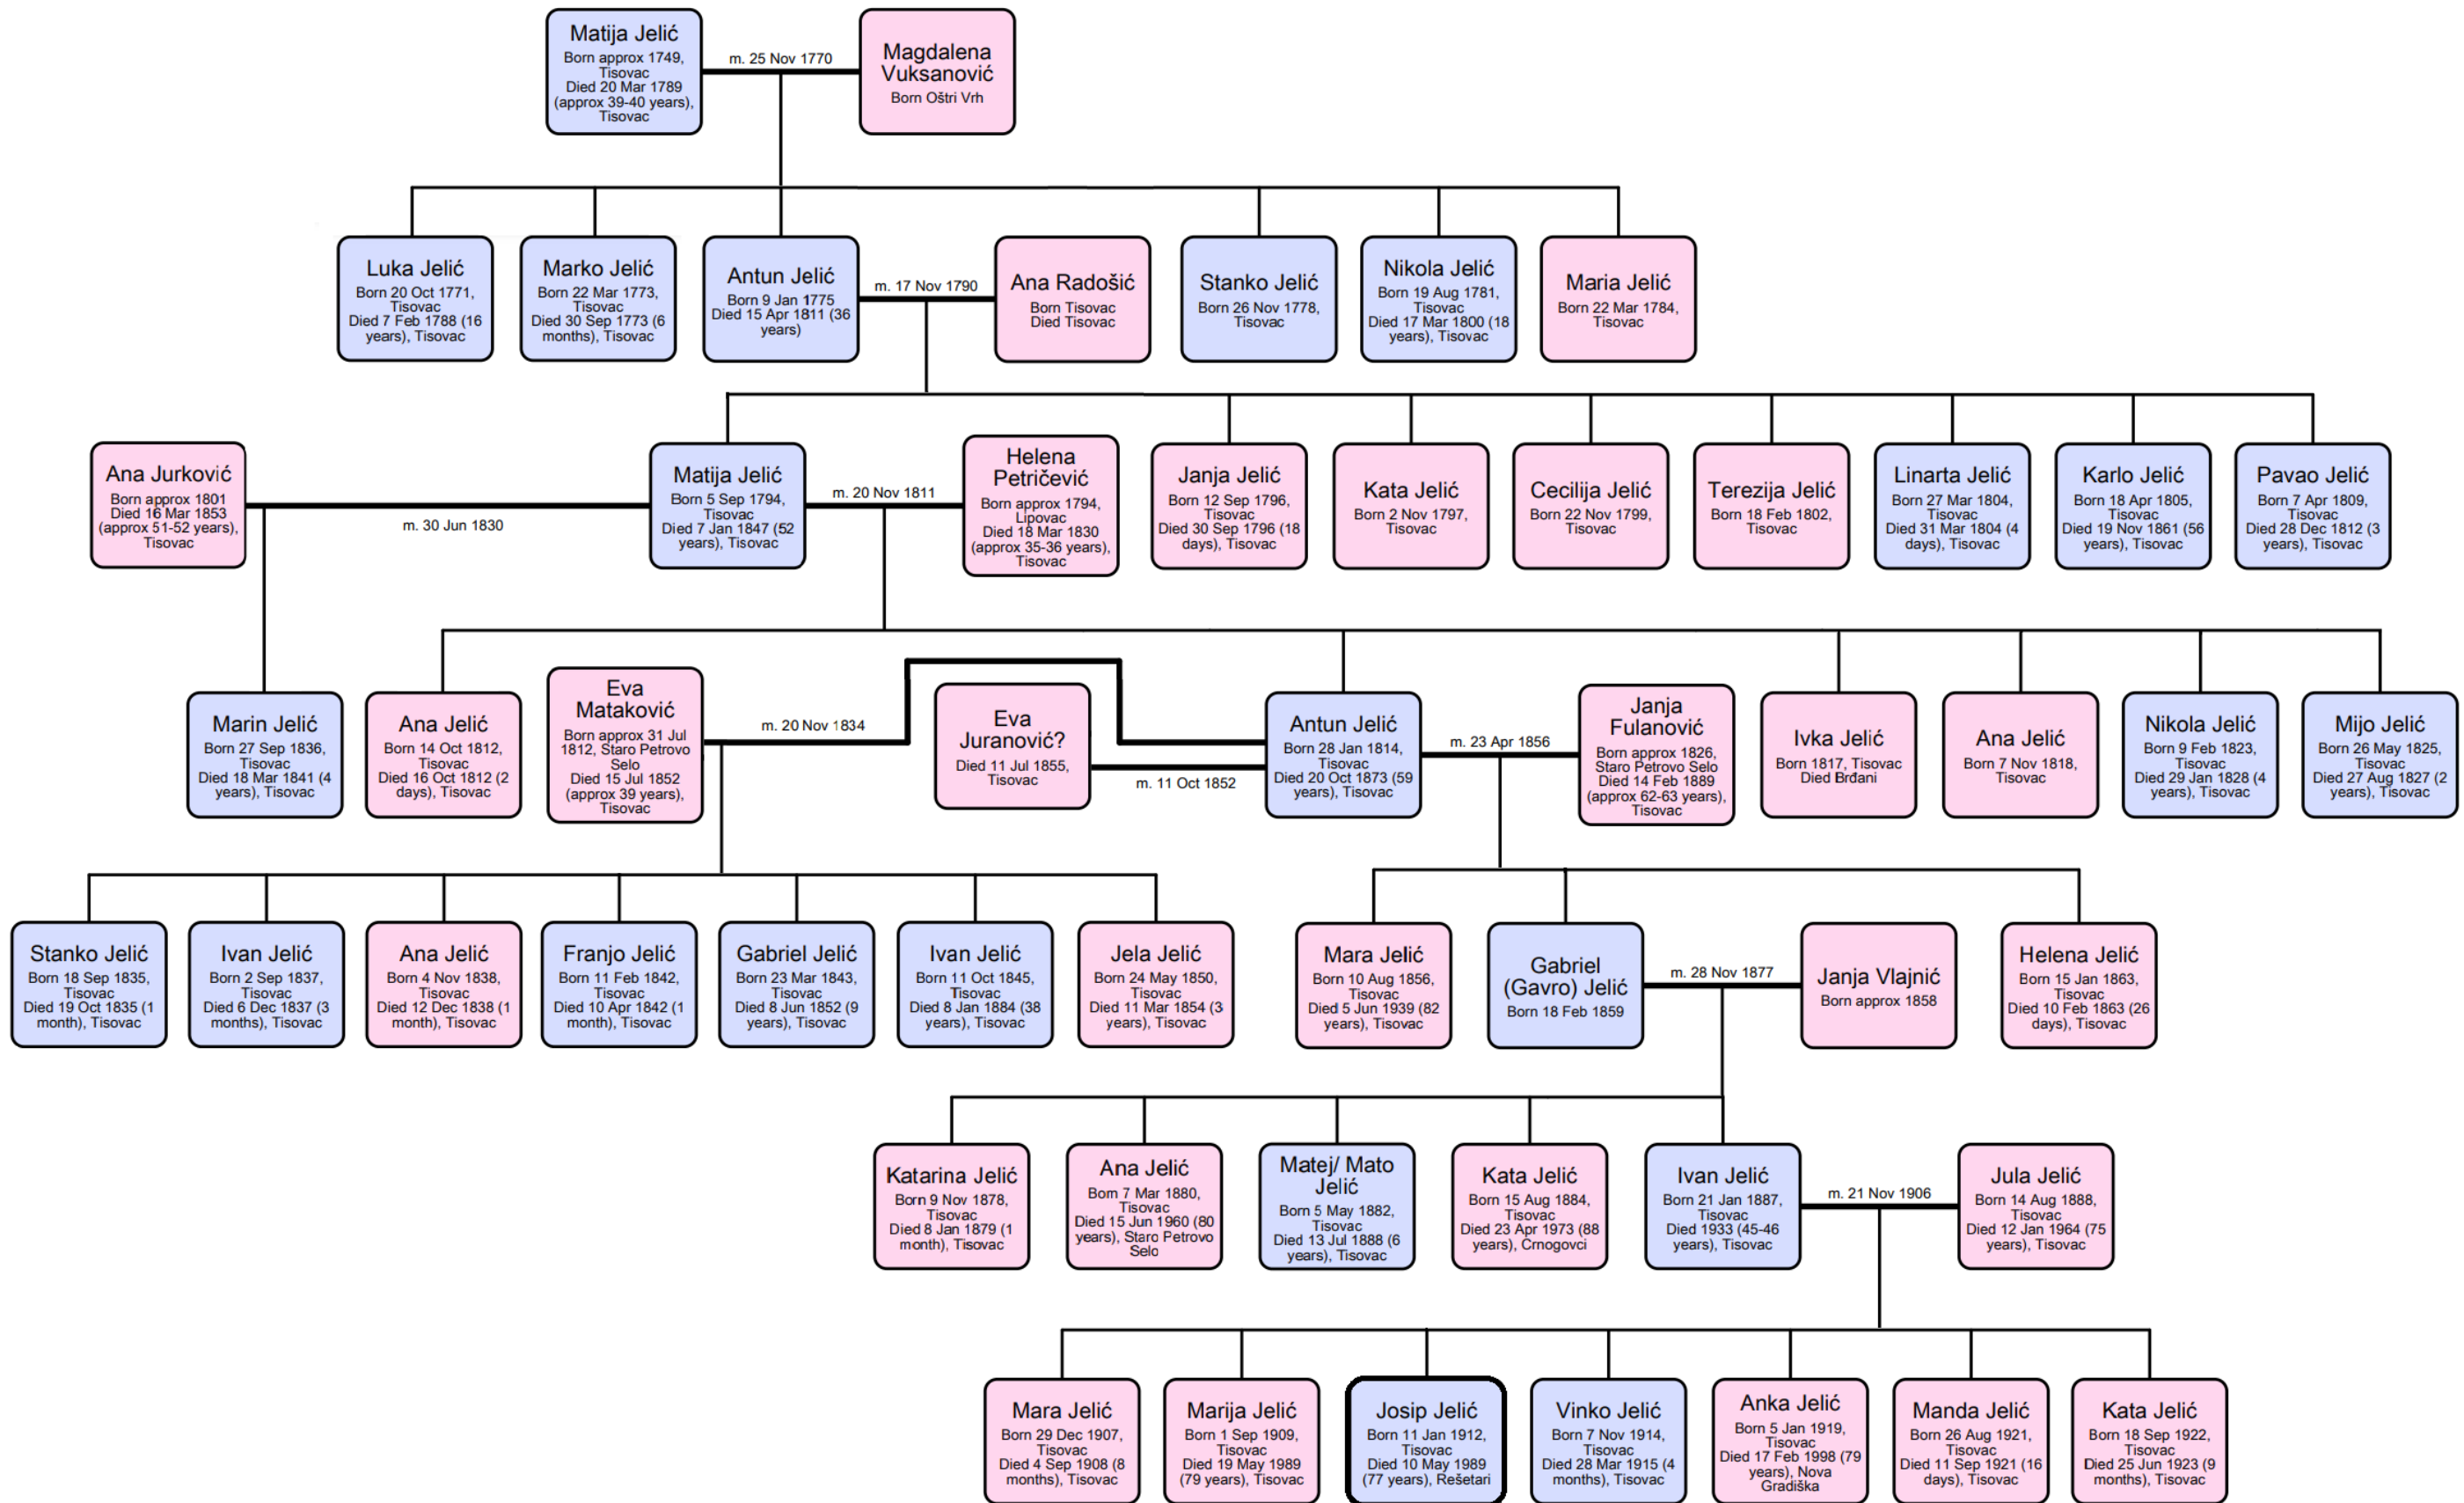 Matija Jelić
Born approx 1749,
Tisovac
Died 20 Mar 1789
(approx 39-40 years),
Tisovac
m. 25 Nov 1770
Magdalena
Vuksanović
Born Oštri Vrh
Luka Jelić
Born 20 Oct 1771,
Tisovac
Died 7 Feb 1788 (16
years), Tisovac
Marko Jelić
Born 22 Mar 1773,
Tisovac
Died 30 Sep 1773 (6
months), Tisovac
Antun Jelić
Born 9 Jan 1775
Died 15 Apr 1811 (36
years)
m. 17 Nov 1790
Ana Radošić
Born Tisovac
Died Tisovac
Stanko Jelić
Born 26 Nov 1778,
Tisovac
Nikola Jelić
Born 19 Aug 1781,
Tisovac
Died 17 Mar 1800 (18
years), Tisovac
Maria Jelić
Born 22 Mar 1784,
Tisovac
Ana Jurković
Born approx 1801
Died 16 Mar 1853
(approx 51-52 years),
Tisovac
m. 30 Jun 1830
Matija Jelić
Born 5 Sep 1794,
Tisovac
Died 7 Jan 1847 (52
years), Tisovac
m. 20 Nov 1811
Helena
Petričević
Born approx 1794,
Lipovac
Died 18 Mar 1830
(approx 35-36 years),
Tisovac
Janja Jelić
Born 12 Sep 1796,
Tisovac
Died 30 Sep 1796 (18
days), Tisovac
Kata Jelić
Born 2 Nov 1797,
Tisovac
Cecilija Jelić
Born 22 Nov 1799,
Tisovac
Terezija Jelić
Born 18 Feb 1802,
Tisovac
Linarta Jelić
Born 27 Mar 1804,
Tisovac
Died 31 Mar 1804 (4
days), Tisovac
Karlo Jelić
Born 18 Apr 1805,
Tisovac
Died 19 Nov 1861 (56
years), Tisovac
Pavao Jelić
Born 7 Apr 1809,
Tisovac
Died 28 Dec 1812 (3
years), Tisovac
Marin Jelić
Born 27 Sep 1836,
Tisovac
Died 18 Mar 1841 (4
years), Tisovac
Ana Jelić
Born 14 Oct 1812,
Tisovac
Died 16 Oct 1812 (2
days), Tisovac
Eva
Mataković
Born approx 31 Jul
1812, Staro Petrovo
Selo
Died 15 Jul 1852
(approx 39 years),
Tisovac
m. 20 Nov 1834
Eva
Juranović?
Died 11 Jul 1855,
Tisovac
m. 11 Oct 1852
Antun Jelić
Born 28 Jan 1814,
Tisovac
Died 20 Oct 1873 (59
years), Tisovac
m. 23 Apr 1856
Janja
Fulanović
Born approx 1826,
Staro Petrovo Selo
Died 14 Feb 1889
(approx 62-63 years),
Tisovac
Ivka Jelić
Born 1817, Tisovac
Died Brđani
Ana Jelić
Born 7 Nov 1818,
Tisovac
Nikola Jelić
Born 9 Feb 1823,
Tisovac
Died 29 Jan 1828 (4
years), Tisovac
Mijo Jelić
Born 26 May 1825,
Tisovac
Died 27 Aug 1827 (2
years), Tisovac
Stanko Jelić
Born 18 Sep 1835,
Tisovac
Died 19 Oct 1835 (1
month), Tisovac
Ivan Jelić
Born 2 Sep 1837,
Tisovac
Died 6 Dec 1837 (3
months), Tisovac
Ana Jelić
Born 4 Nov 1838,
Tisovac
Died 12 Dec 1838 (1
month), Tisovac
Franjo Jelić
Born 11 Feb 1842,
Tisovac
Died 10 Apr 1842 (1
month), Tisovac
Gabriel Jelić
Born 23 Mar 1843,
Tisovac
Died 8 Jun 1852 (9
years), Tisovac
Ivan Jelić
Born 11 Oct 1845,
Tisovac
Died 8 Jan 1884 (38
years), Tisovac
Jela Jelić
Born 24 May 1850,
Tisovac
Died 11 Mar 1854 (3
years), Tisovac
Mara Jelić
Born 10 Aug 1856,
Tisovac
Died 5 Jun 1939 (82
years), Tisovac
Gabriel
(Gavro) Jelić
Born 18 Feb 1859
m. 28 Nov 1877
Janja Vlajnić
Born approx 1858
Helena Jelić
Born 15 Jan 1863,
Tisovac
Died 10 Feb 1863 (26
days), Tisovac
Katarina Jelić
Born 9 Nov 1878,
Tisovac
Died 8 Jan 1879 (1
month), Tisovac
Ana Jelić
Born 7 Mar 1880,
Tisovac
Died 15 Jun 1960 (80
years), Staro Petrovo
Selo
Matej/ Mato
Jelić
Born 5 May 1882,
Tisovac
Died 13 Jul 1888 (6
years), Tisovac
Kata Jelić
Born 15 Aug 1884,
Tisovac
Died 23 Apr 1973 (88
years), Crnogovci
Ivan Jelić
Born 21 Jan 1887,
Tisovac
Died 1933 (45-46
years), Tisovac
m. 21 Nov 1906
Jula Jelić
Born 14 Aug 1888,
Tisovac
Died 12 Jan 1964 (75
years), Tisovac
Mara Jelić
Born 29 Dec 1907,
Tisovac
Died 4 Sep 1908 (8
months), Tisovac
Marija Jelić
Born 1 Sep 1909,
Tisovac
Died 19 May 1989
(79 years), Tisovac
Josip Jelić
Born 11 Jan 1912,
Tisovac
Died 10 May 1989
(77 years), Rešetari
Vinko Jelić
Born 7 Nov 1914,
Tisovac
Died 28 Mar 1915 (4
months), Tisovac
Anka Jelić
Born 5 Jan 1919,
Tisovac
Died 17 Feb 1998 (79
years), Nova
Gradiška
Manda Jelić
Born 26 Aug 1921,
Tisovac
Died 11 Sep 1921 (16
days), Tisovac
Kata Jelić
Born 18 Sep 1922,
Tisovac
Died 25 Jun 1923 (9
months), Tisovac